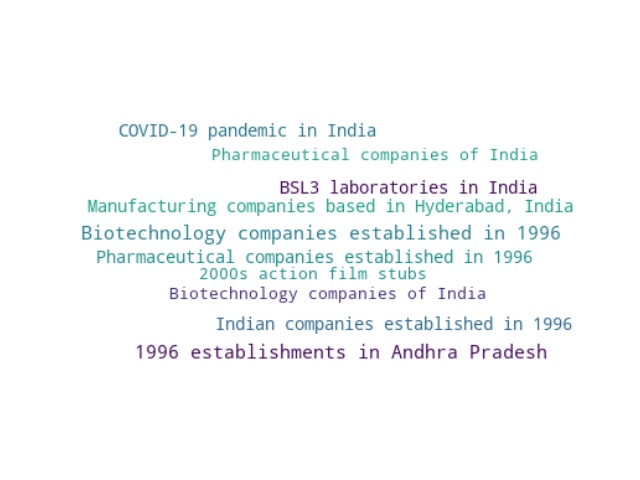 COVID-19 pandemic in India
Pharmaceutical companies of India
BSL3 laboratories in India
Manufacturing companies based in Hyderabad, India
Biotechnology companies established in 1996
Pharmaceutical companies established in 1996
2000s action film stubs
Biotechnology companies of India
Indian companies established in 1996
1996 establishments in Andhra Pradesh